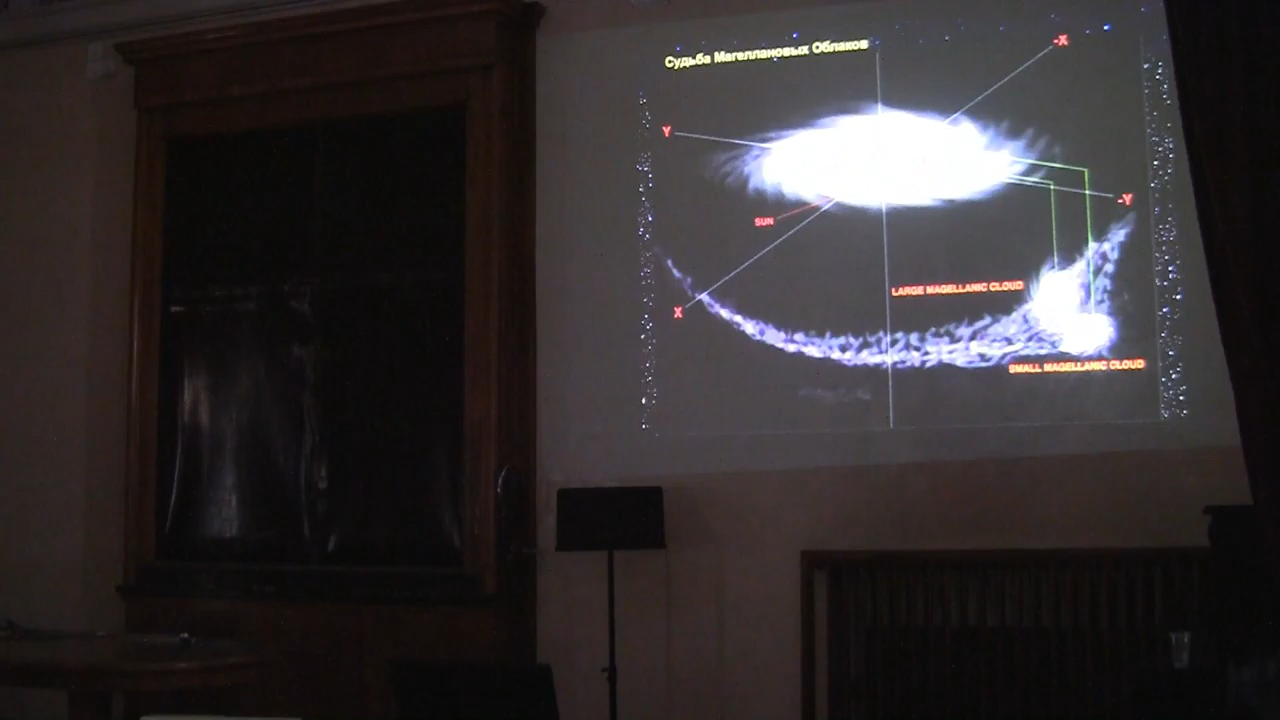 Судьба Магеллановых Облаков
-X
Y
-Y
SUN
LARGE MAGELLANIC CLOUD
X
SMALL MAGELLANIC CLOUD